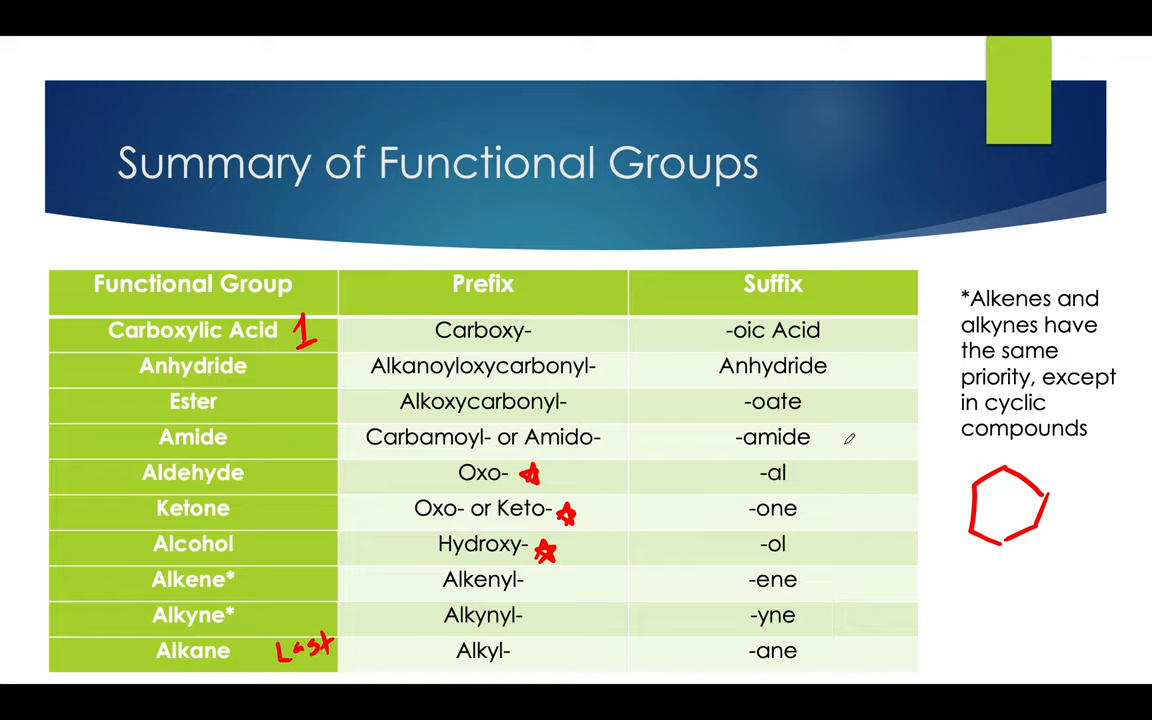 Summary of Functional Groups
Functional Group Prefix Suffix
Carboxylic Acid 1 Carboxy- -oic Acid
Anhydride Alkanoyloxycarbonyl- Anhydride
Ester Alkoxycarbonyl- -oate
Amide Carbamoyl- or Amido- -amide
Aldehyde Oxo- -al
Ketone Oxo- or Keto- -one
Alcohol Hydroxy- -ol
Alkene* Alkenyl- -ene
Alkyne* Alkynyl- -yne
Alkane Last Alkyl- -ane
*Alkenes and
alkynes have
the same
priority, except
in cyclic
compounds